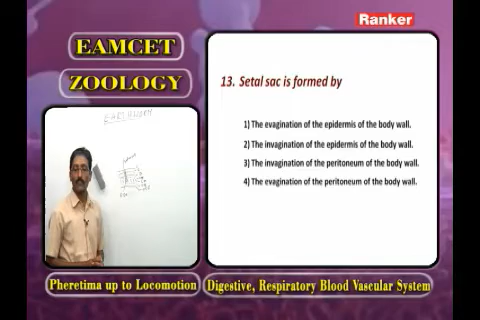 Ranker
EAMCET
ZOOLOGY
13. Setal sac is formed by
1) The evagination of the epidermis of the body wall.
2) The invagination of the epidermis of the body wall.
3) The invagination of the peritoneum of the body wall.
4) The evagination of the peritoneum of the body wall.
EARTHWORM
Pheretima up to Locomotion
Digestive, Respiratory Blood Vascular System